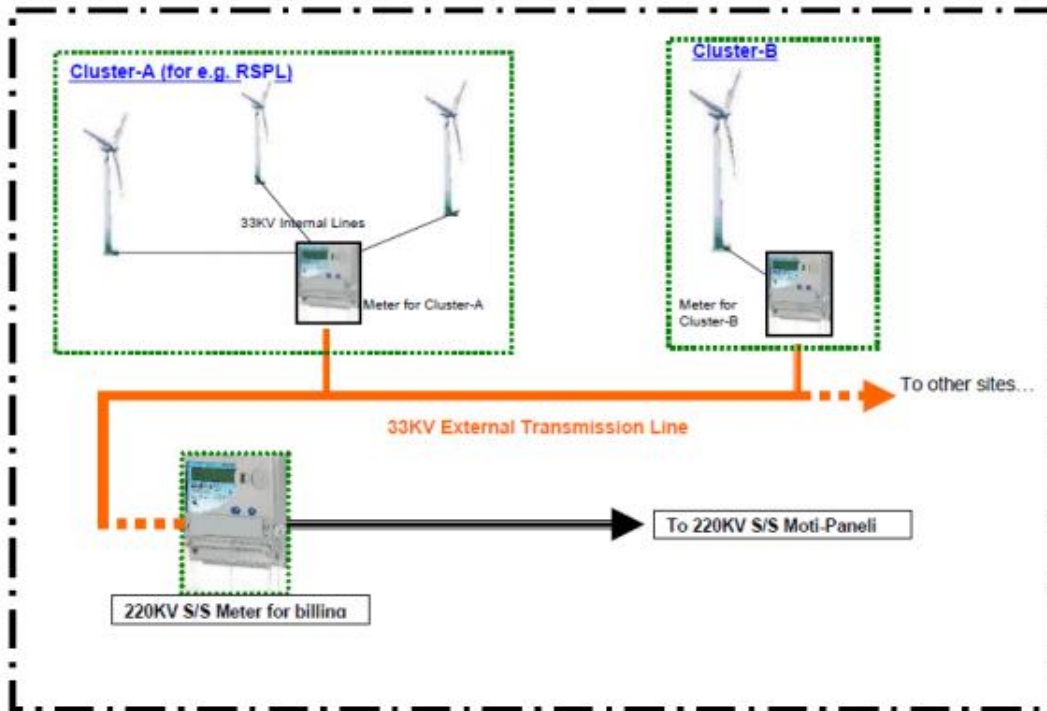 Cluster-A (for e.g. RSPL)
Cluster-B
33KV Internal Lines
Meter for Cluster-A
Meter for
Cluster-B
To other sites…
33KV External Transmission Line
To 220KV S/S Moti-Paneli
220KV S/S Meter for billing